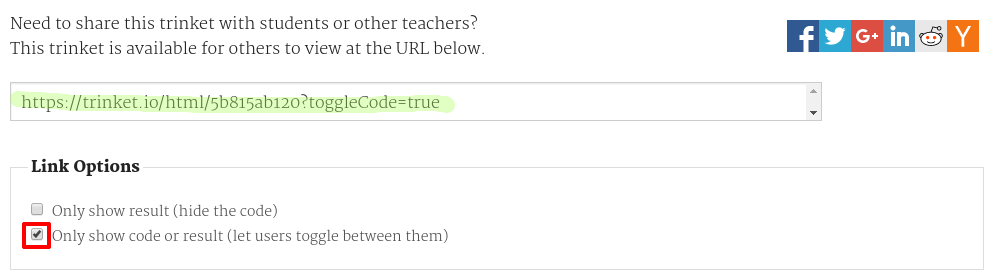 Need to share this trinket with students or other teachers?
This trinket is available for others to view at the URL below.
f G+ in Y
https://trinket.io/html/5b815ab120?toggleCode=true
Link Options
Only show result (hide the code)
Only show code or result (let users toggle between them)